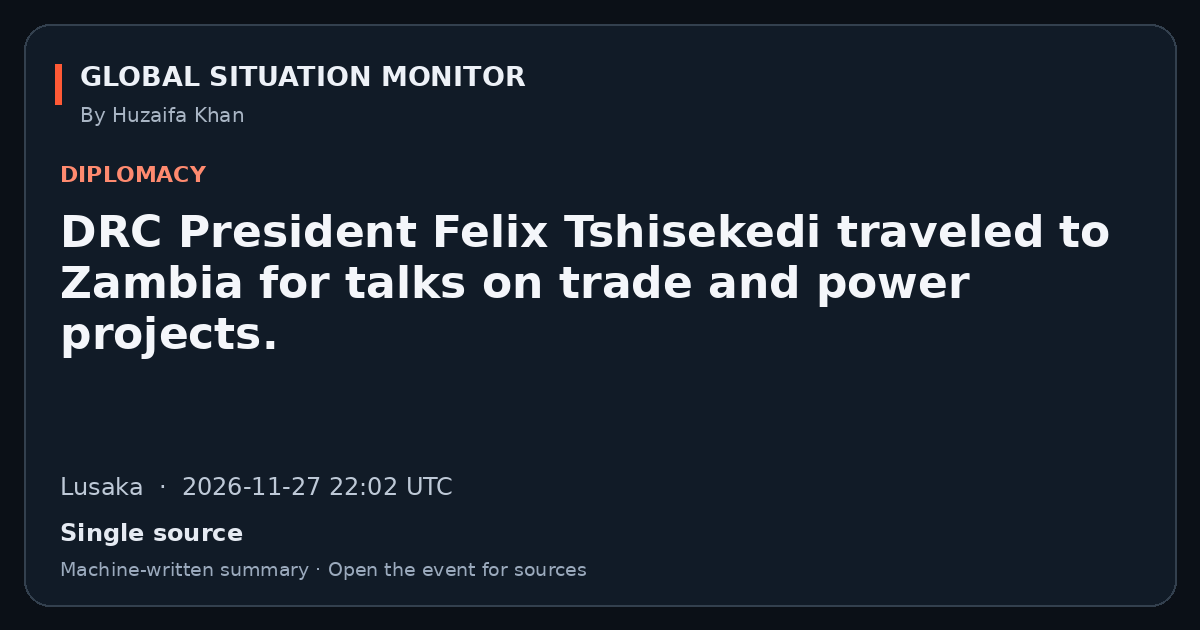 GLOBAL SITUATION MONITOR
By Huzaifa Khan
DIPLOMACY
DRC President Felix Tshisekedi traveled to
Zambia for talks on trade and power
projects.
Lusaka · 2026-11-27 22:02 UTC
Single source
Machine-written summary · Open the event for sources